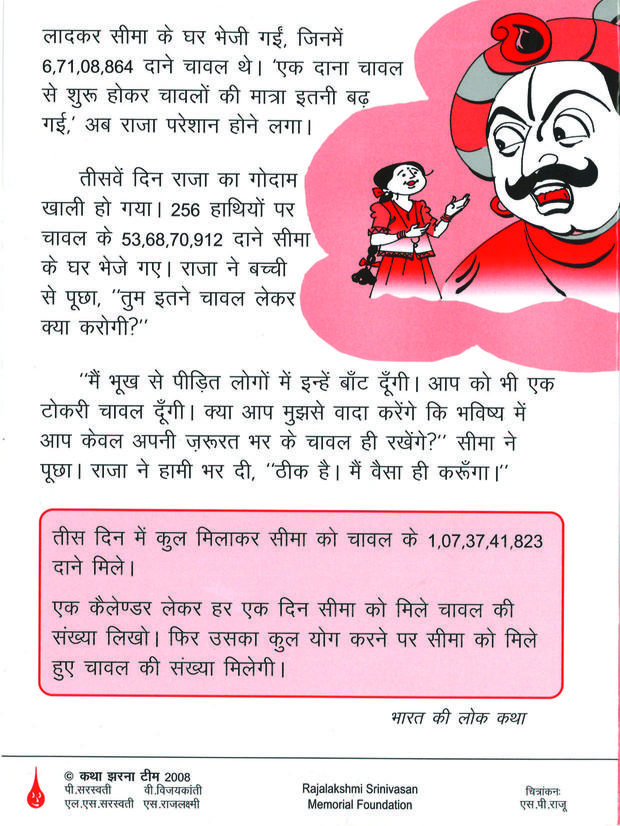 लादकर सीमा के घर भेजी गईं, जिनमें
6,71,08,864 दाने चावल थे। 'एक दाना चावल
से शुरू होकर चावलों की मात्रा इतनी बढ़
गई,' अब राजा परेशान होने लगा।
तीसवें दिन राजा का गोदाम
खाली हो गया। 256 हाथियों पर
चावल के 53,68,70,912 दाने सीमा
के घर भेजे गए। राजा ने बच्ची
से पूछा, "तुम इतने चावल लेकर
क्या करोगी?"
"मैं भूख से पीड़ित लोगों में इन्हें बाँट दूँगी। आप को भी एक
टोकरी चावल दूँगी। क्या आप मुझसे वादा करेंगे कि भविष्य में
आप केवल अपनी ज़रूरत भर के चावल ही रखेंगे?" सीमा ने
पूछा। राजा ने हामी भर दी, "ठीक है। मैं वैसा ही करूँगा।"
तीस दिन में कुल मिलाकर सीमा को चावल के 1,07,37,41,823
दाने मिले।
एक कैलेण्डर लेकर हर एक दिन सीमा को मिले चावल की
संख्या लिखो। फिर उसका कुल योग करने पर सीमा को मिले
हुए चावल की संख्या मिलेगी।
भारत की लोक कथा
© कथा झरना टीम 2008
पी.सरस्वती वी.विजयकांती
एल.एस.सरस्वती एस.राजलक्ष्मी
Rajalakshmi Srinivasan
Memorial Foundation
चित्रांकनः
एस.पी.राजू